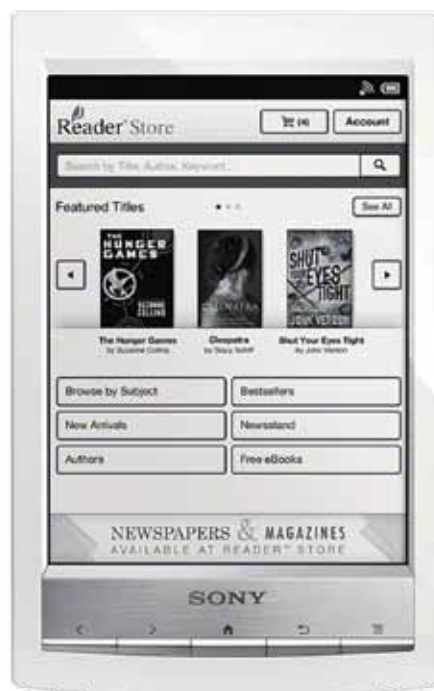 Reader® Store
Account
Search by Title, Author, Keyword...
Featured Titles
See All
THE HUNGER GAMES
SUZANNE COLLINS
CLEOPATRA
SHUT YOUR EYES TIGHT
JOHN VERDON
The Hunger Games
by Suzanne Collins
Cleopatra
by Stacy Schiff
Shut Your Eyes Tight
by John Verdon
Browse by Subject
Bestsellers
New Arrivals
Newsstand
Authors
Free eBooks
NEWSPAPERS & MAGAZINES
AVAILABLE AT READER™ STORE
SONY